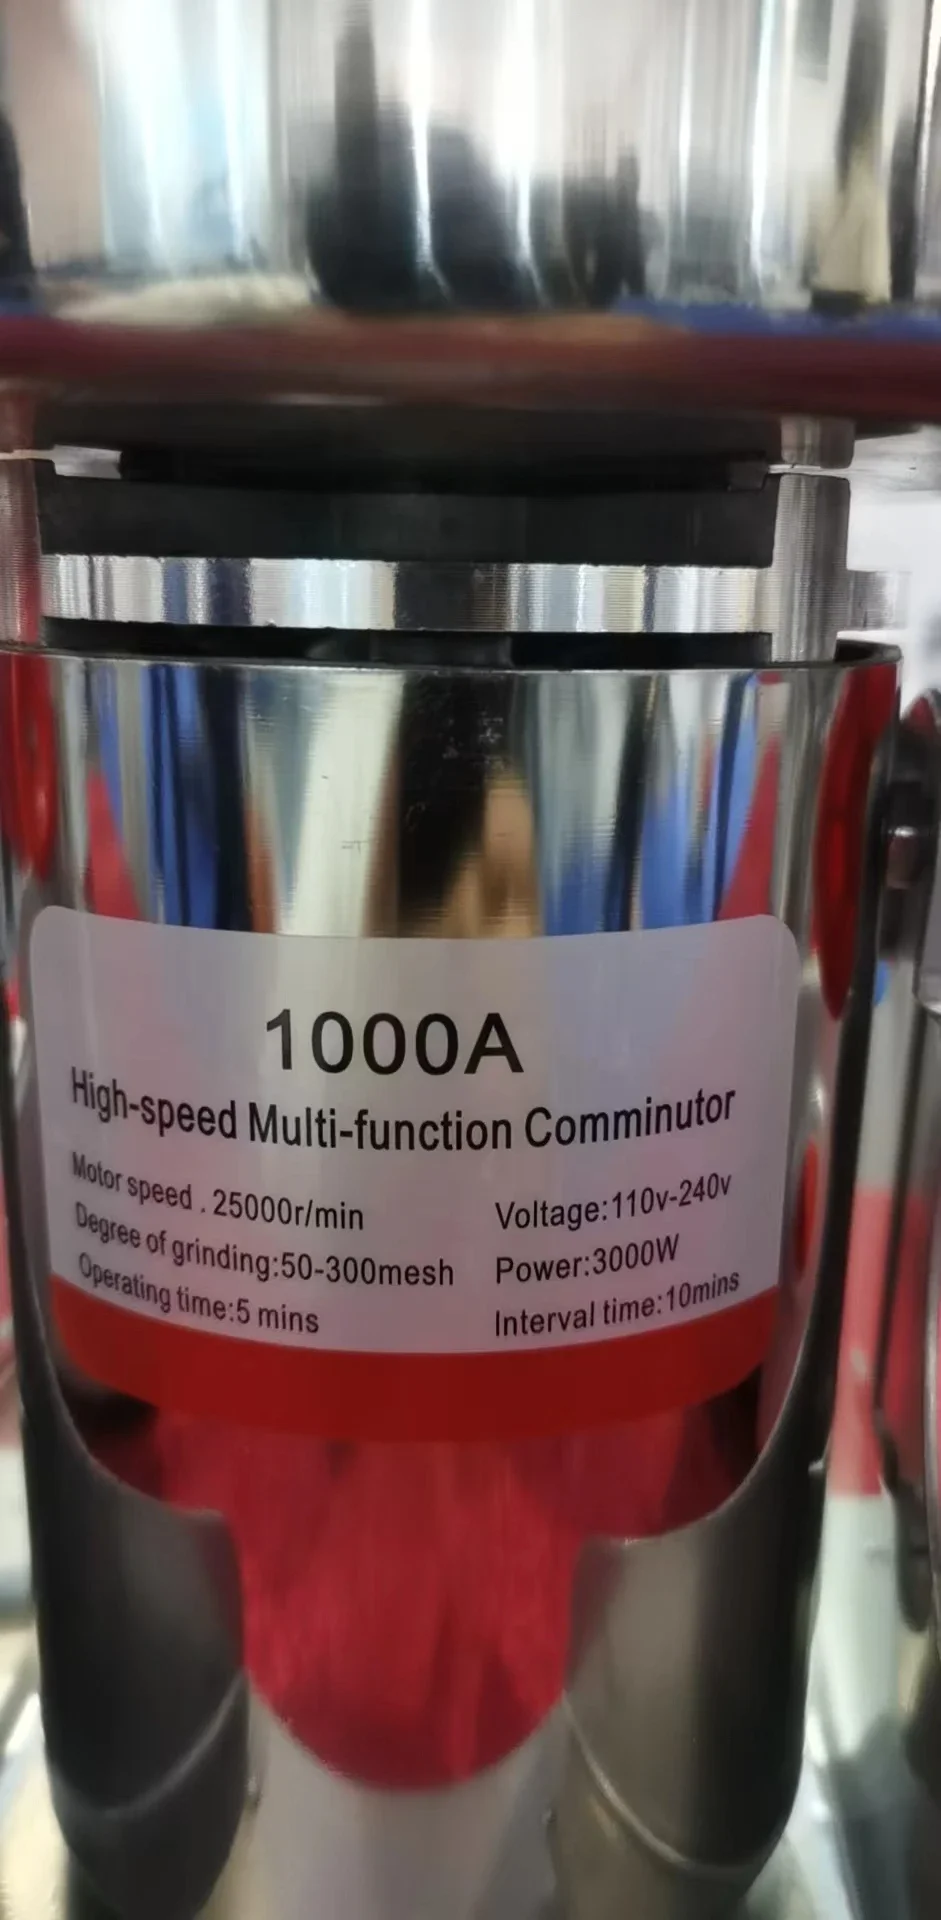 1000A
High-speed Multi-function Comminutor
Motor speed . 25000r/min
Voltage:110v-240v
Degree of grinding:50-300mesh
Power:3000W
Operating time:5 mins
Interval time:10mins